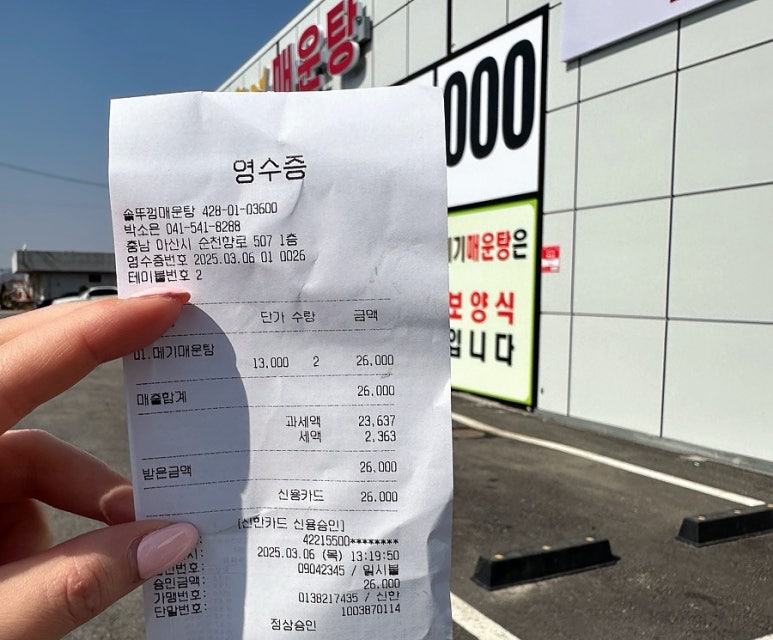 매운탕
000
메기매운탕은
보양식
입니다
영수증
솥뚜껑매운탕 428-01-03600
박소은 041-541-8288
충남 아산시 순천향로 507 1층
영수증번호 2025.03.06 01 0026
테이블번호 2
단가 수량 금액
01.메기매운탕
13,000 2 26,000
매출합계 26,000
과세액 23,637
세액 2,363
받은금액 26,000
신용카드 26,000
[신한카드 신용승인]
42215500********
시: 2025.03.06 (목) 13:19:50
인번호: 09042345 / 일시불
승인금액: 26,000
가맹번호: 0138217435 / 신한
단말번호: 1003870114
정상승인